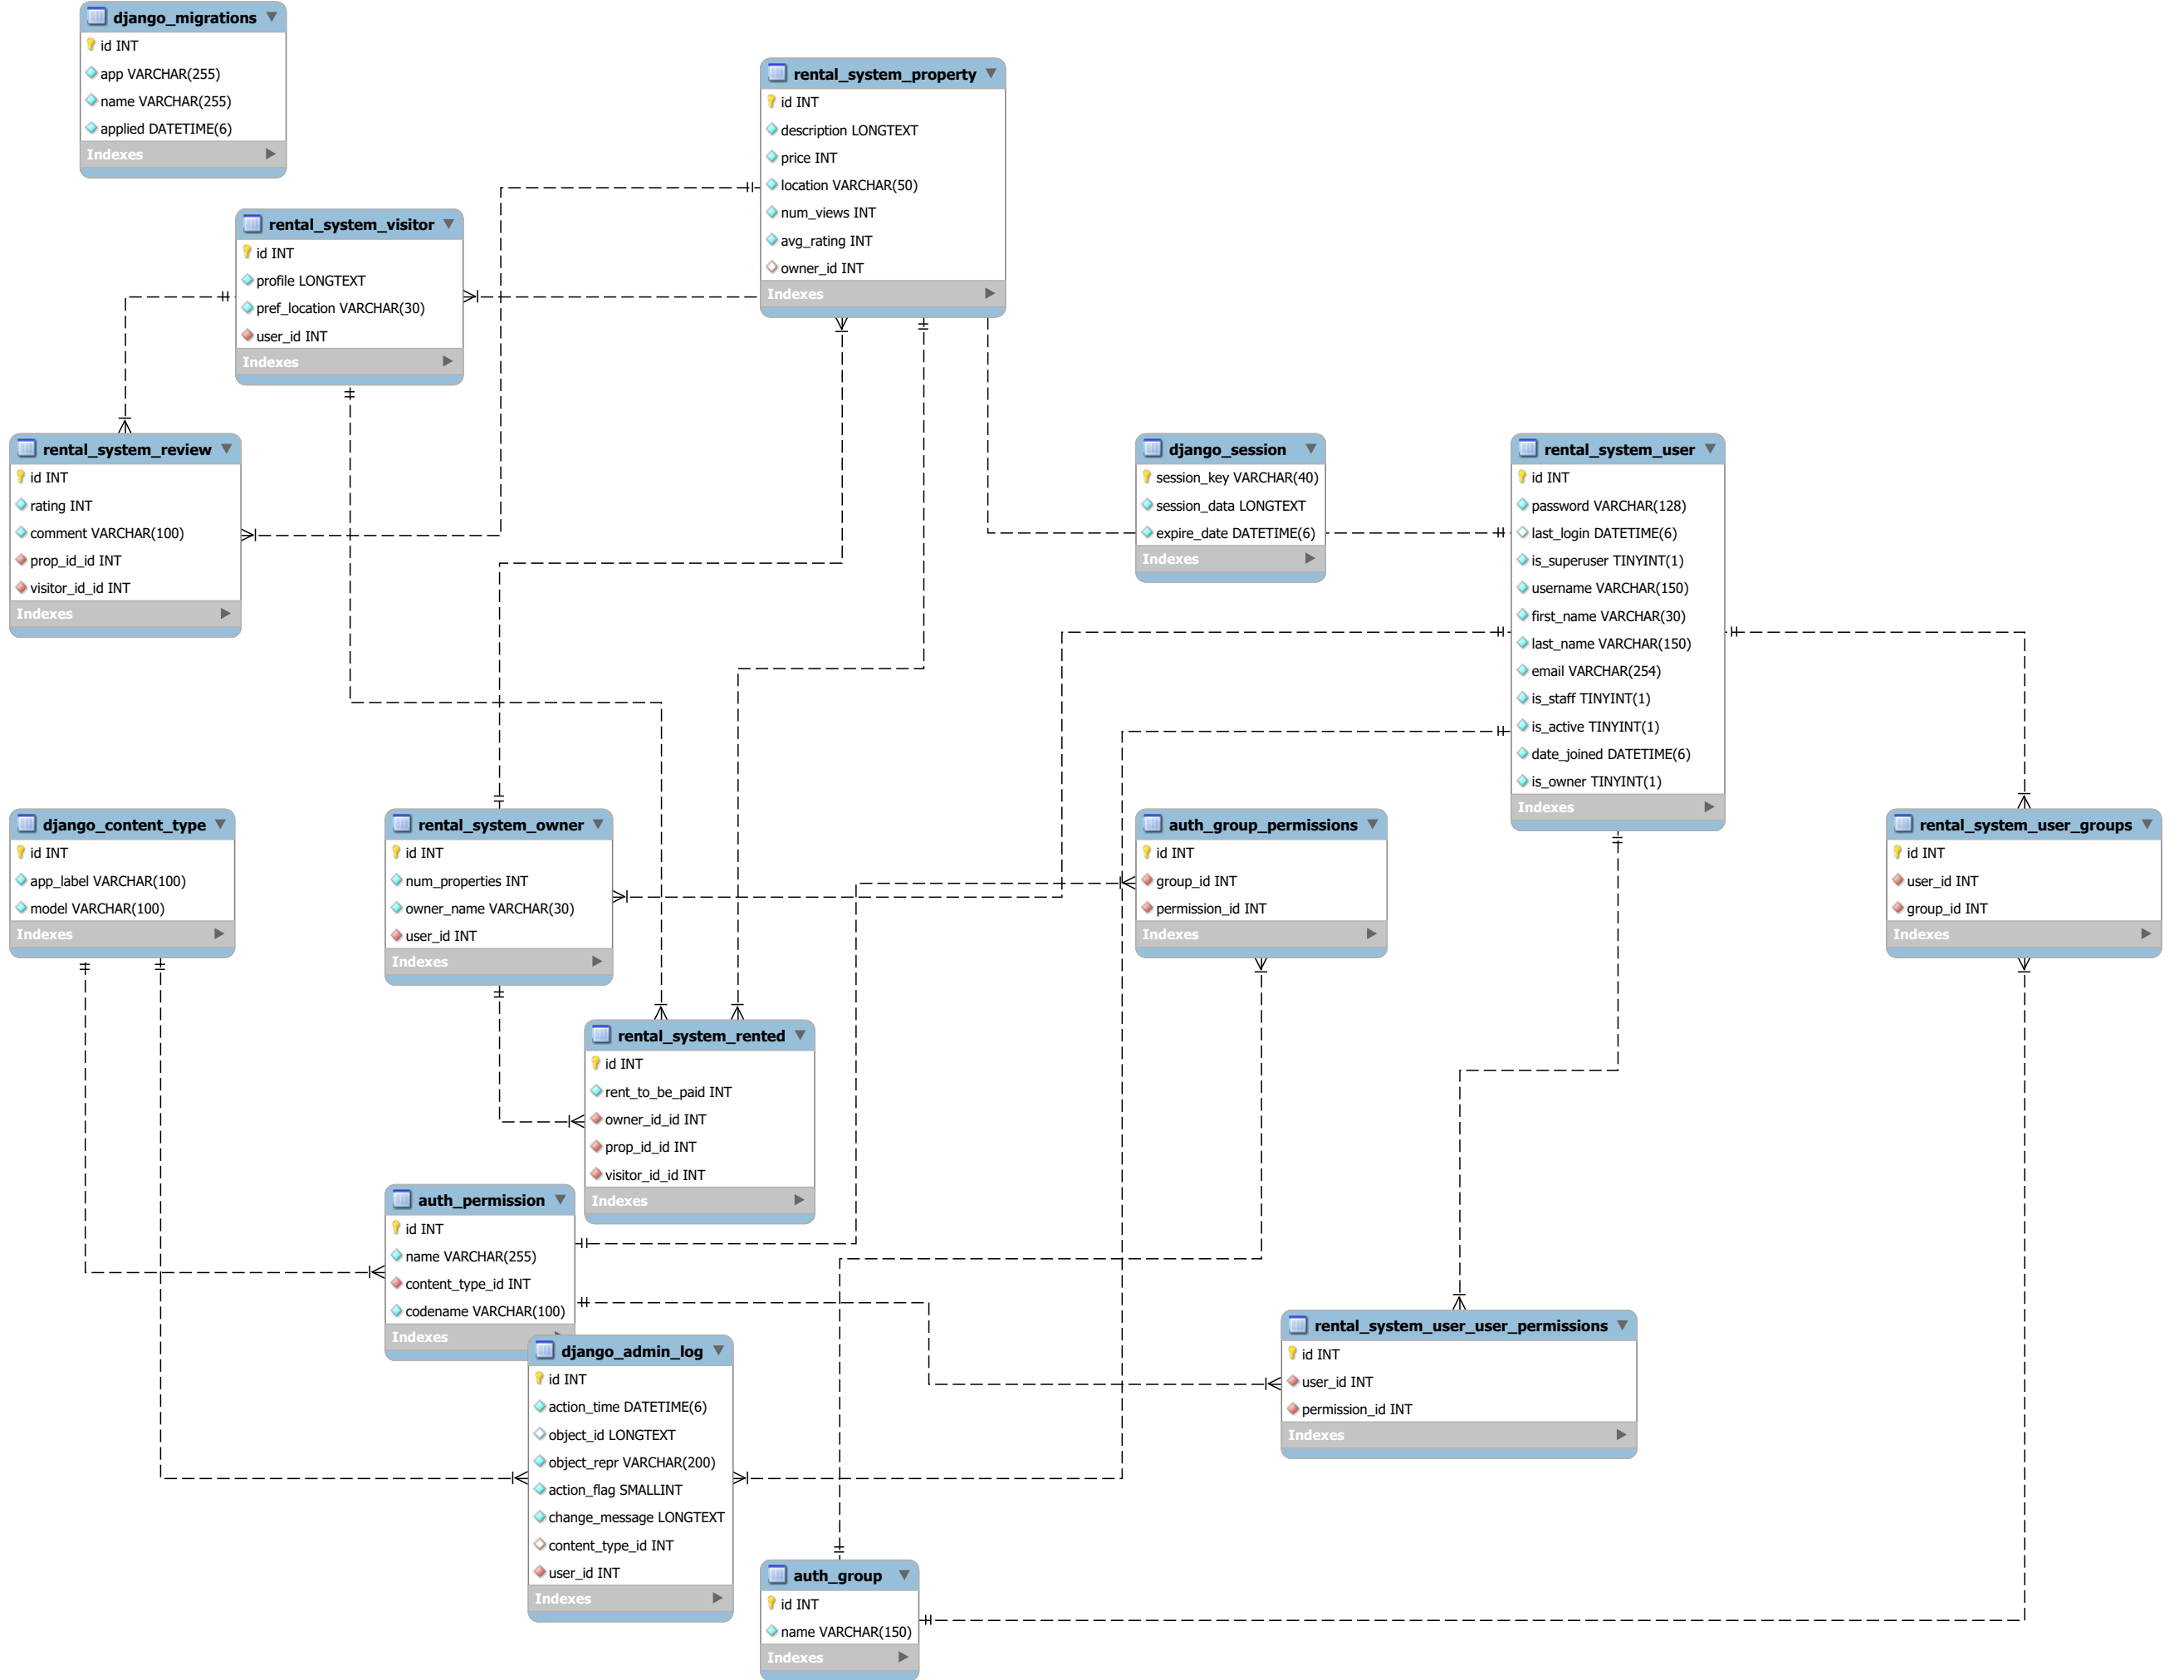 django_migrations
id INT
app VARCHAR(255)
name VARCHAR(255)
applied DATETIME(6)
Indexes
rental_system_property
id INT
description LONGTEXT
price INT
location VARCHAR(50)
num_views INT
avg_rating INT
owner_id INT
Indexes
rental_system_visitor
id INT
profile LONGTEXT
pref_location VARCHAR(30)
user_id INT
Indexes
rental_system_review
id INT
rating INT
comment VARCHAR(100)
prop_id_id INT
visitor_id_id INT
Indexes
django_session
session_key VARCHAR(40)
session_data LONGTEXT
expire_date DATETIME(6)
Indexes
rental_system_user
id INT
password VARCHAR(128)
last_login DATETIME(6)
is_superuser TINYINT(1)
username VARCHAR(150)
first_name VARCHAR(30)
last_name VARCHAR(150)
email VARCHAR(254)
is_staff TINYINT(1)
is_active TINYINT(1)
date_joined DATETIME(6)
is_owner TINYINT(1)
Indexes
django_content_type
id INT
app_label VARCHAR(100)
model VARCHAR(100)
Indexes
rental_system_owner
id INT
num_properties INT
owner_name VARCHAR(30)
user_id INT
Indexes
auth_group_permissions
id INT
group_id INT
permission_id INT
Indexes
rental_system_user_groups
id INT
user_id INT
group_id INT
Indexes
rental_system_rented
id INT
rent_to_be_paid INT
owner_id_id INT
prop_id_id INT
visitor_id_id INT
Indexes
auth_permission
id INT
name VARCHAR(255)
content_type_id INT
codename VARCHAR(100)
Indexes
rental_system_user_user_permissions
id INT
user_id INT
permission_id INT
Indexes
django_admin_log
id INT
action_time DATETIME(6)
object_id LONGTEXT
object_repr VARCHAR(200)
action_flag SMALLINT
change_message LONGTEXT
content_type_id INT
user_id INT
Indexes
auth_group
id INT
name VARCHAR(150)
Indexes